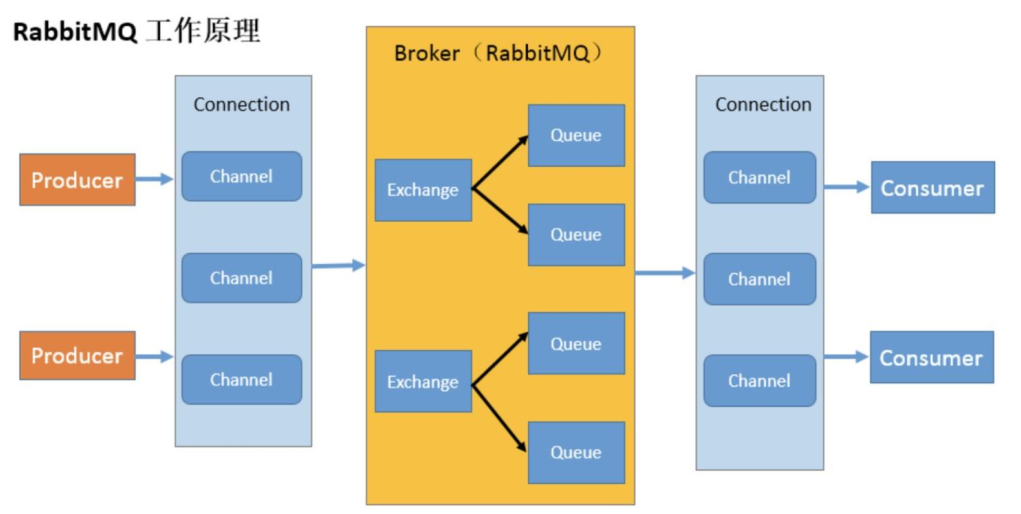 RabbitMQ 工作原理
Producer
Producer
Connection
Channel
Channel
Channel
Broker（RabbitMQ）
Exchange
Queue
Queue
Exchange
Queue
Queue
Connection
Channel
Channel
Channel
Consumer
Consumer